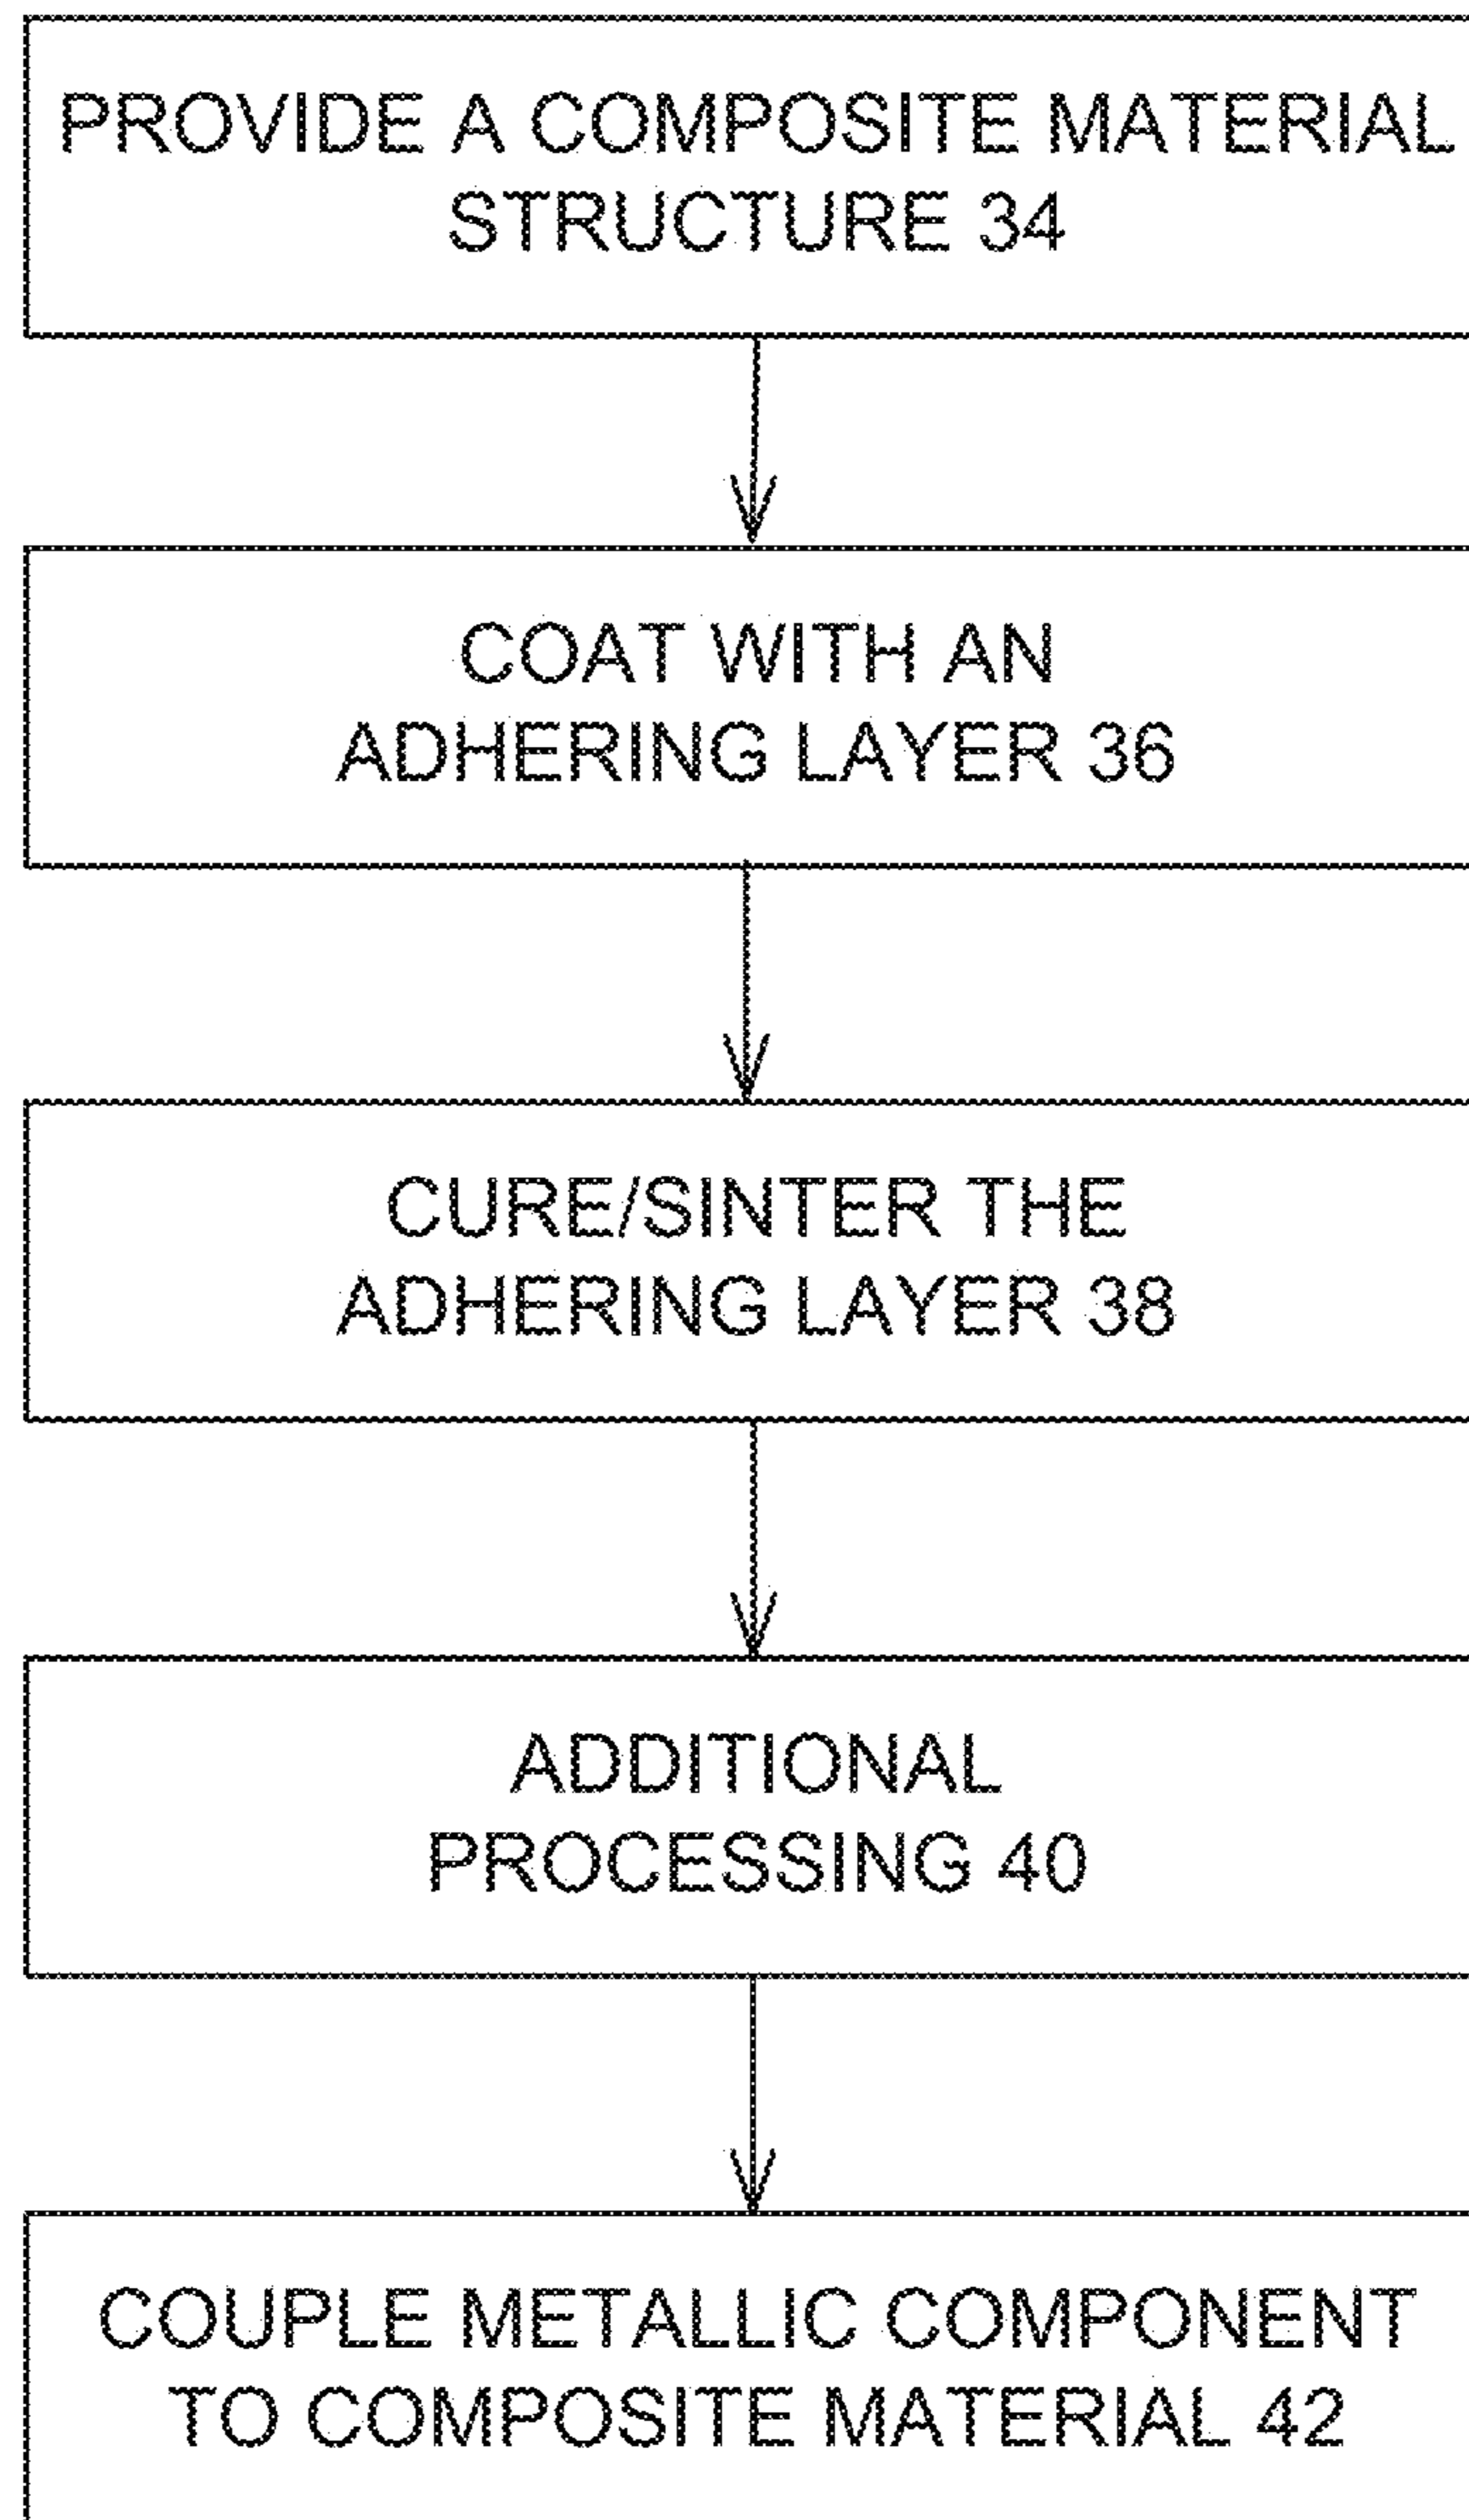 PROVIDE A COMPOSITE MATERIAL
STRUCTURE 34
COAT WITH AN
ADHERING LAYER 36
CURE/SINTER THE
ADHERING LAYER 38
ADDITIONAL
PROCESSING 40
COUPLE METALLIC COMPONENT
TO COMPOSITE MATERIAL 42